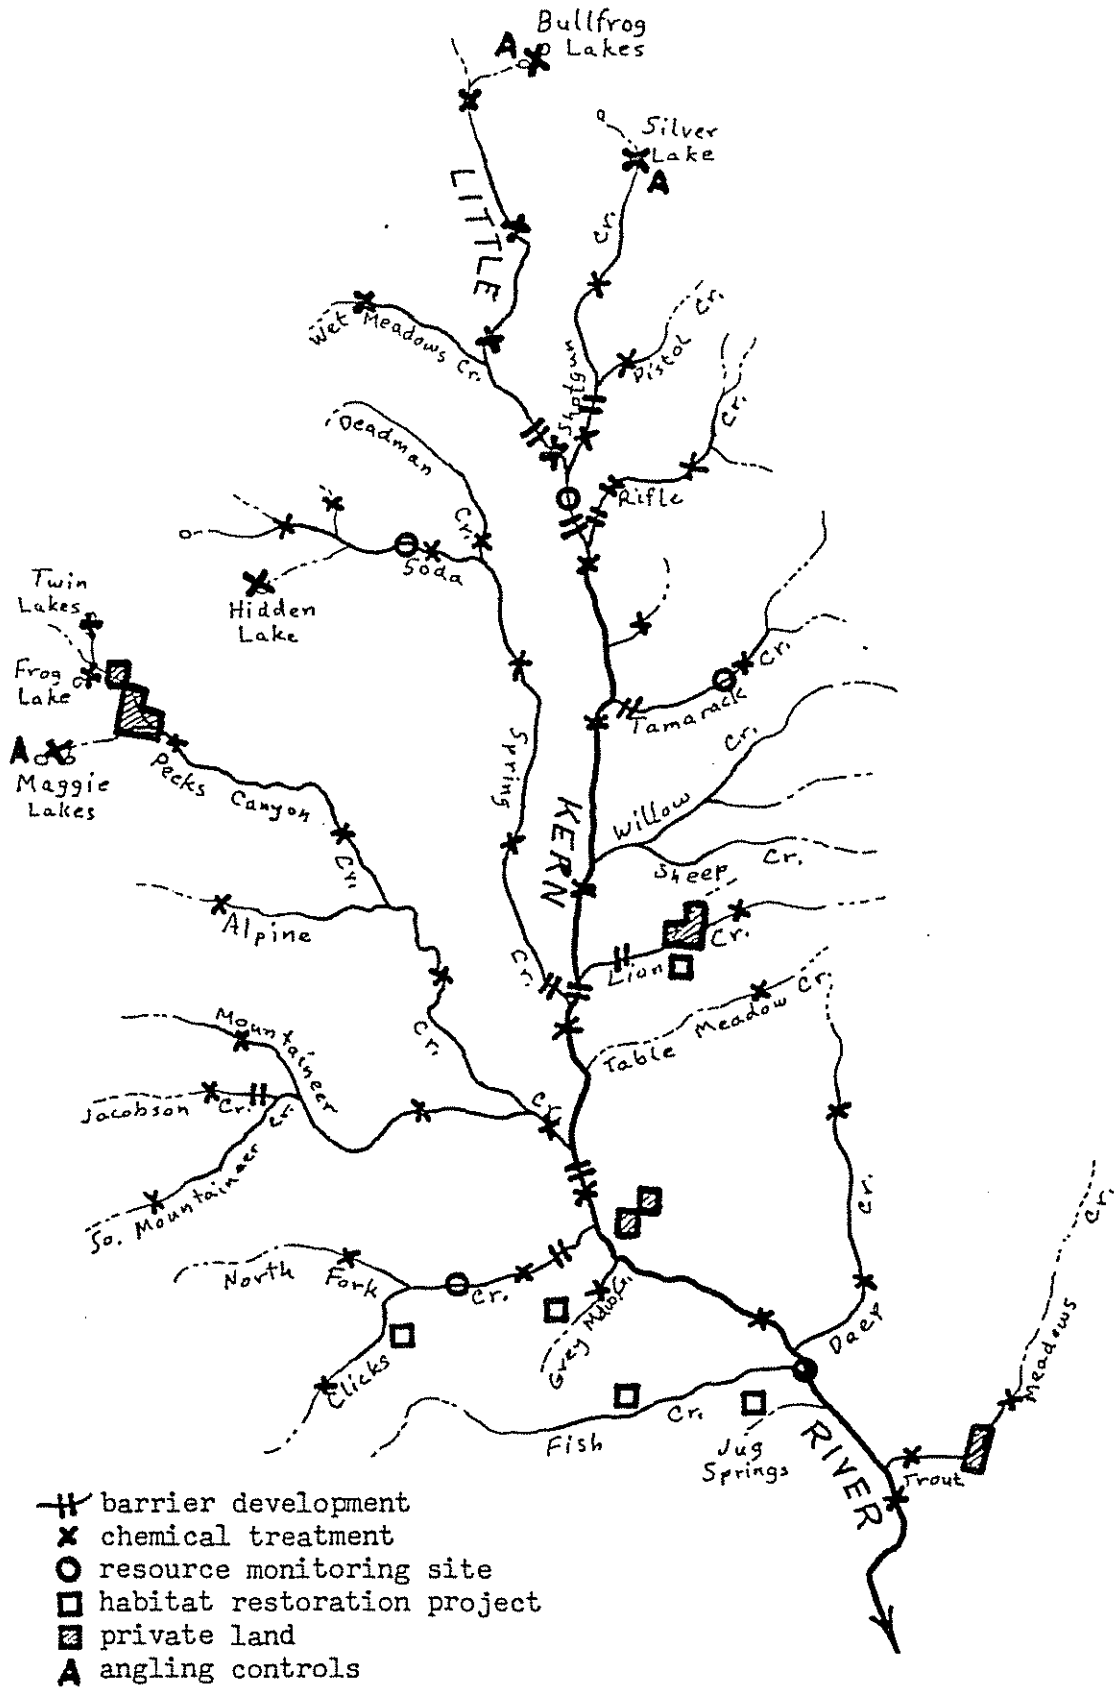 Bullfrog
Lakes
A
Silver
Lake
A
LITTLE
Cr.
Wet Meadows Cr.
Shotgun
Pistol Cr.
Cr.
Deadman
Cr.
Rifle
Soda
Hidden
Lake
Twin
Lakes
Frog
Lake
A
Maggie
Lakes
Pecks
Canyon
Cr.
Spring
Cr.
Tamarack
Cr.
KERN
Willow
Cr.
Sheep Cr.
Alpine
Lion
Cr.
Cr.
Table Meadow Cr.
Mountaineer
Cr.
Jacobson Cr.
So. Mountaineer Cr.
Cr.
Cr.
North Fork Cr.
Clicks
Grey Mdw Cr.
Deep
Meadows
Fish
Cr.
Jug
Springs
RIVER
Trout
barrier development
chemical treatment
resource monitoring site
habitat restoration project
private land
A angling controls